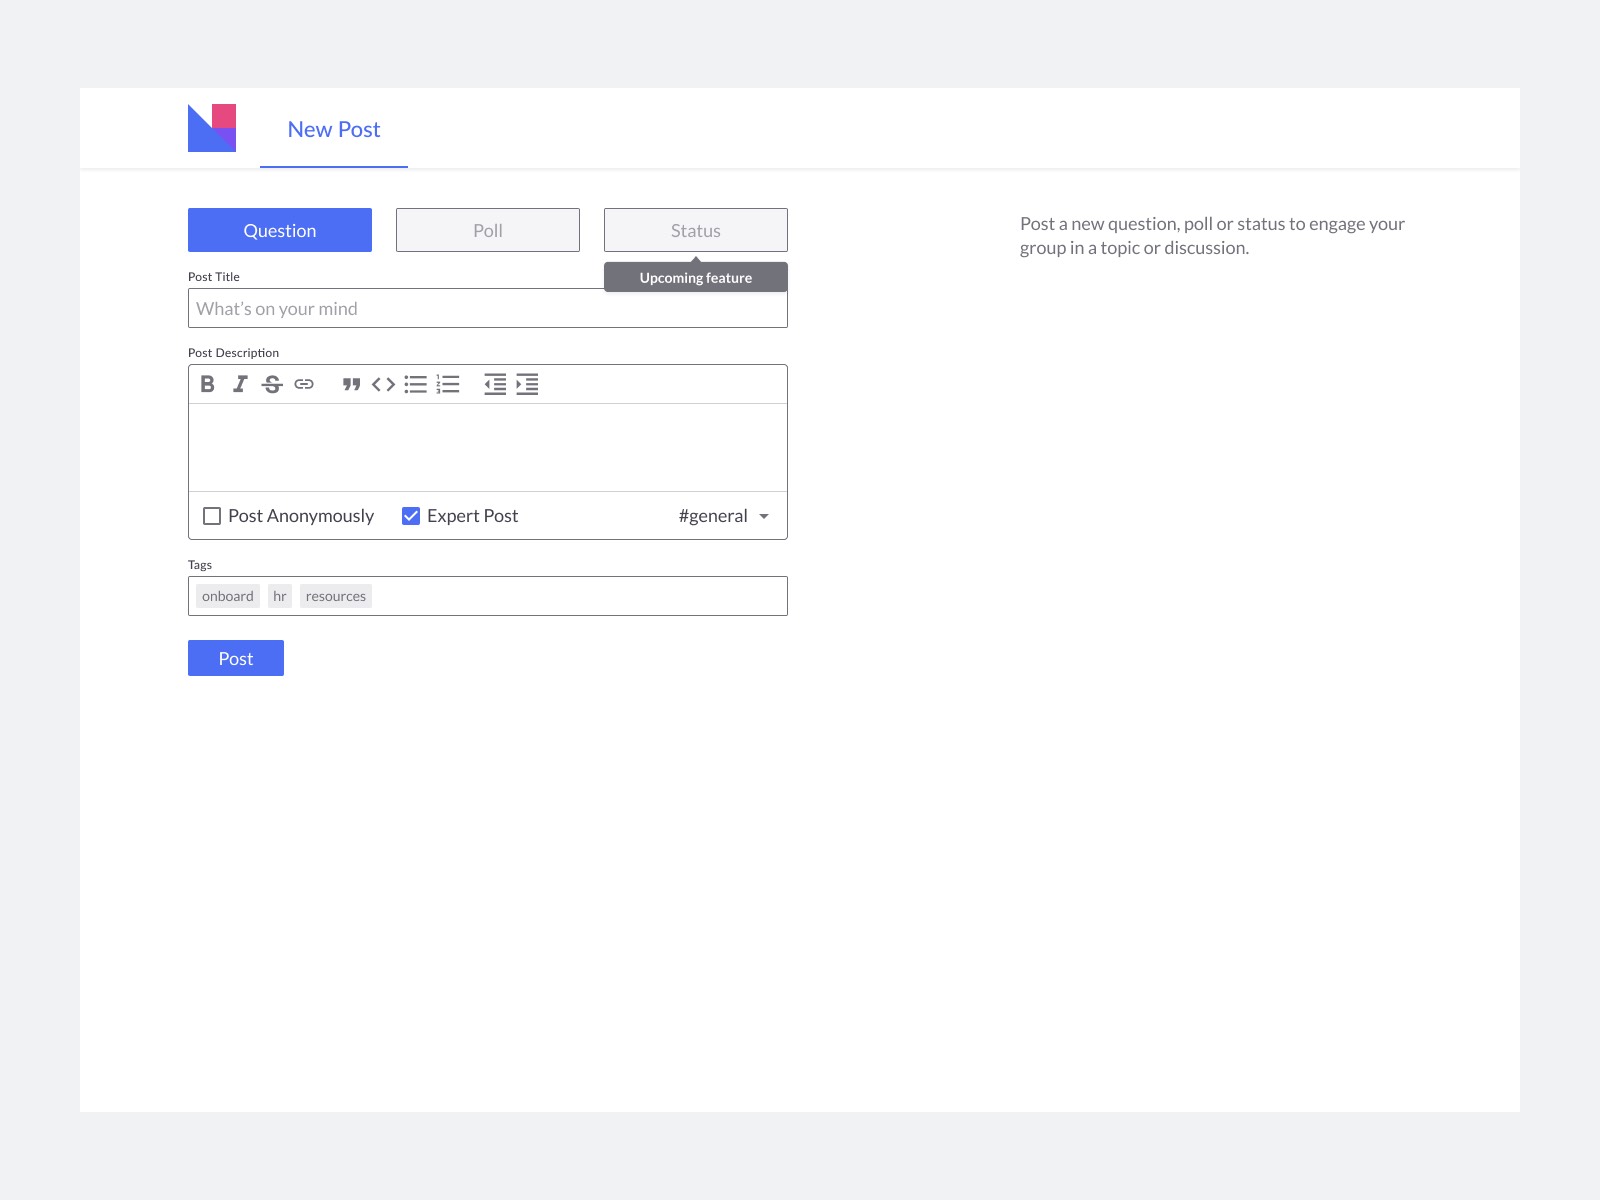 New Post
Question
Poll
Status
Upcoming feature
Post a new question, poll or status to engage your
group in a topic or discussion.
Post Title
What’s on your mind
Post Description
Post Anonymously
Expert Post
#general
Tags
onboard
hr
resources
Post